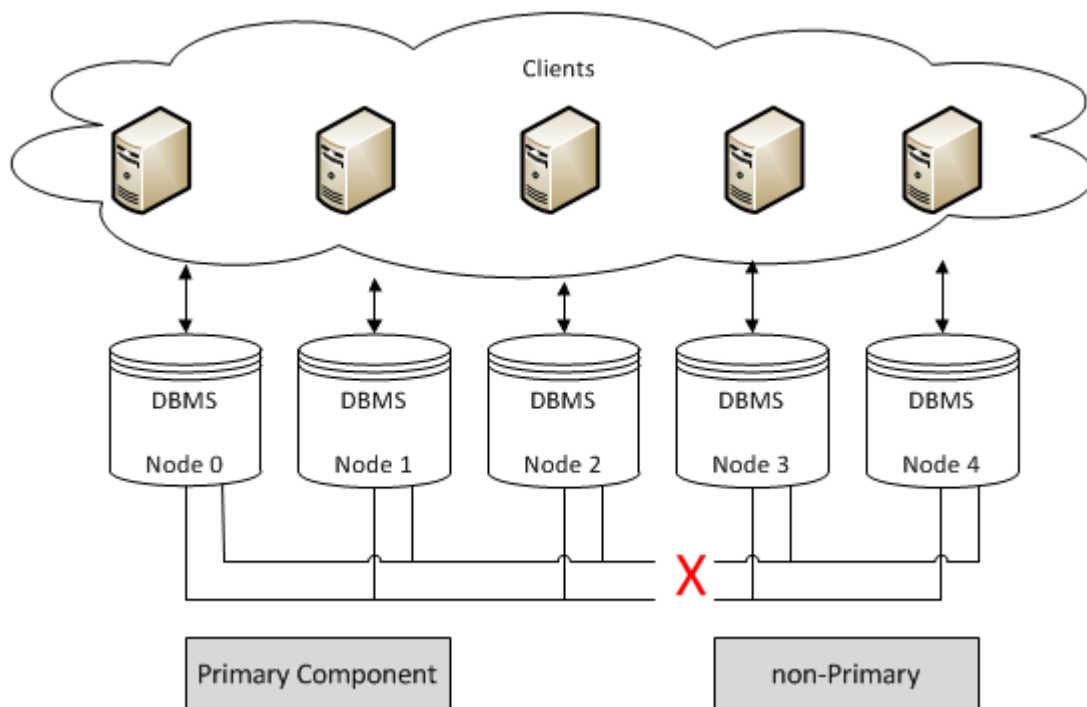 Clients
DBMS
Node 0
DBMS
Node 1
DBMS
Node 2
DBMS
Node 3
DBMS
Node 4
X
Primary Component
non-Primary